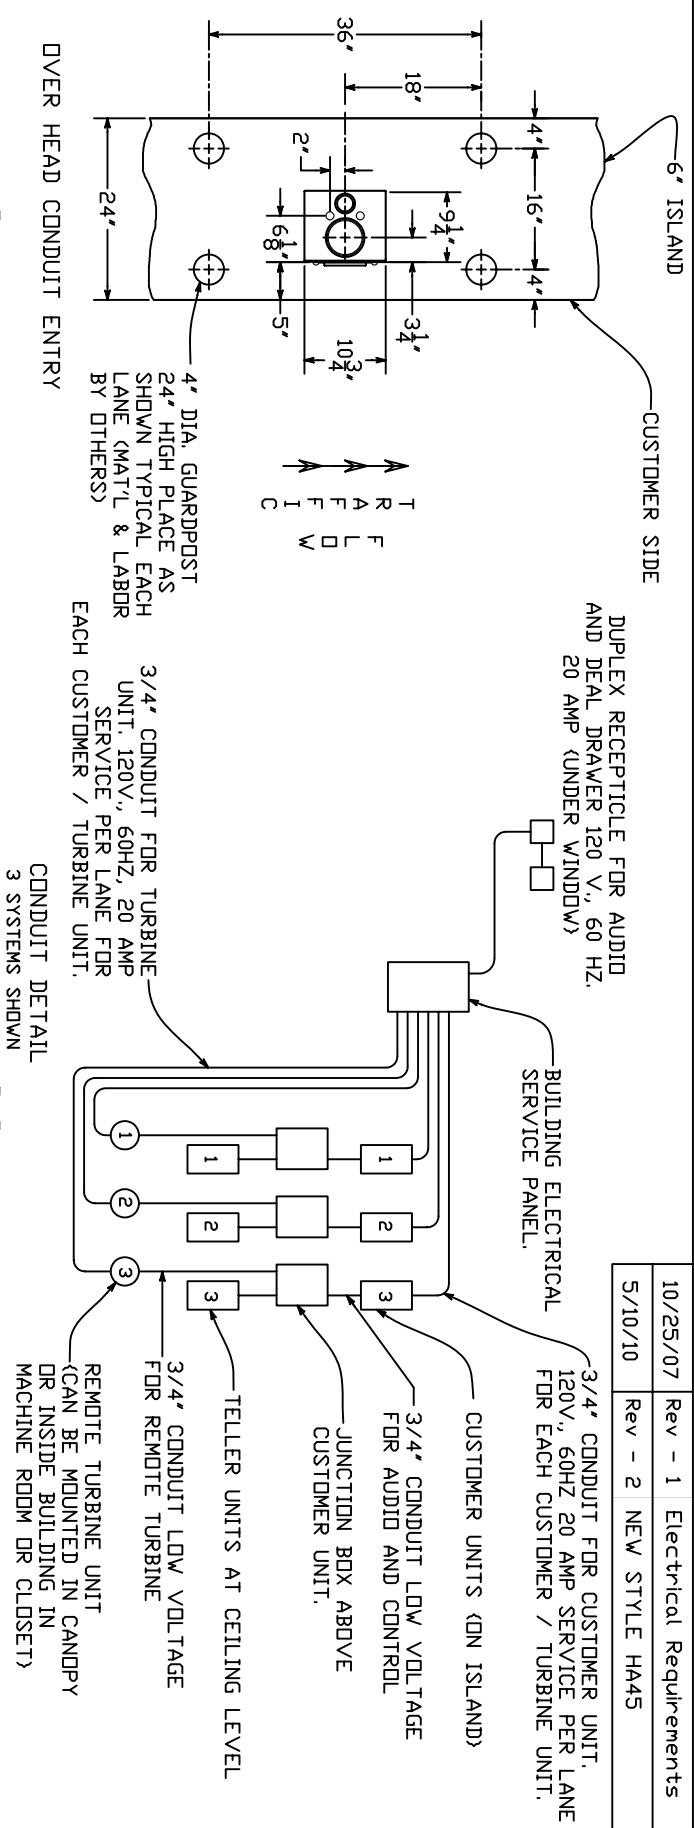 10/25/07 Rev - 1 Electrical Requirements
5/10/10 Rev - 2 NEW STYLE HA45
6" ISLAND
CUSTOMER SIDE
36"
18"
4"
16"
4"
2"
9 1/4"
6 1/8"
3 1/4"
5"
10 3/4"
24"
TRAFFIC
FLOW
4" DIA. GUARDPOST
24" HIGH PLACE AS
SHOWN TYPICAL EACH
LANE (MAT'L & LABOR
BY OTHERS)
OVER HEAD CONDUIT ENTRY
DUPLEX RECEPTICLE FOR AUDIO
AND DEAL DRAWER 120 V., 60 HZ.
20 AMP (UNDER WINDOW)
BUILDING ELECTRICAL
SERVICE PANEL.
3/4" CONDUIT FOR CUSTOMER UNIT.
120V., 60HZ 20 AMP SERVICE PER LANE
FOR EACH CUSTOMER / TURBINE UNIT.
CUSTOMER UNITS (ON ISLAND)
3/4" CONDUIT LOW VOLTAGE
FOR AUDIO AND CONTROL
JUNCTION BOX ABOVE
CUSTOMER UNIT.
TELLER UNITS AT CEILING LEVEL
3/4" CONDUIT LOW VOLTAGE
FOR REMOTE TURBINE
REMOTE TURBINE UNIT
(CAN BE MOUNTED IN CANOPY
OR INSIDE BUILDING IN
MACHINE ROOM OR CLOSET)
1 2 3
1 2 3
1 2 3
3/4" CONDUIT FOR TURBINE
UNIT. 120V., 60HZ, 20 AMP
SERVICE PER LANE FOR
EACH CUSTOMER / TURBINE UNIT.
CONDUIT DETAIL
3 SYSTEMS SHOWN